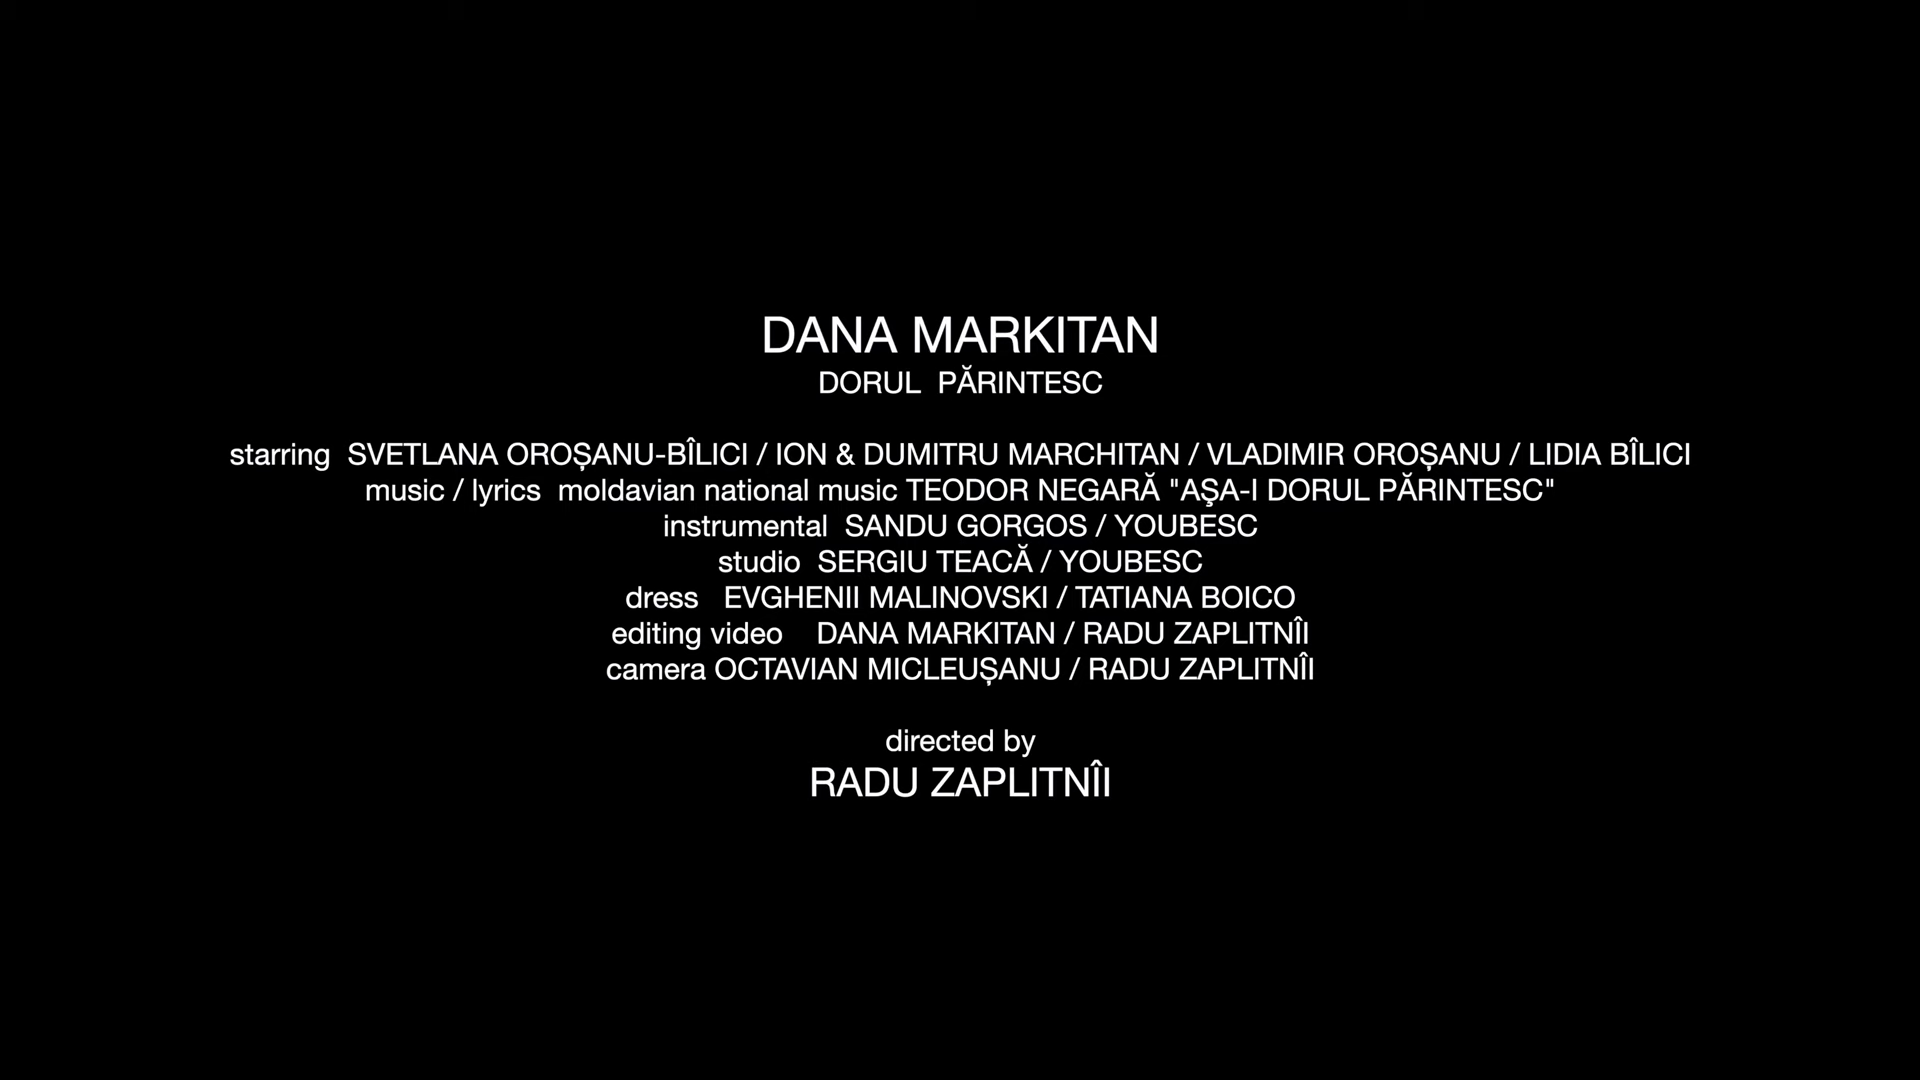 DANA MARKITAN
DORUL PĂRINTESC
starring SVETLANA OROȘANU-BÎLICI / ION & DUMITRU MARCHITAN / VLADIMIR OROȘANU / LIDIA BÎLICI
music / lyrics moldavian national music TEODOR NEGARĂ "AŞA-I DORUL PĂRINTESC"
instrumental SANDU GORGOS / YOUBESC
studio SERGIU TEACĂ / YOUBESC
dress EVGHENII MALINOVSKI / TATIANA BOICO
editing video DANA MARKITAN / RADU ZAPLITNÎI
camera OCTAVIAN MICLEUȘANU / RADU ZAPLITNÎI
directed by
RADU ZAPLITNÎI